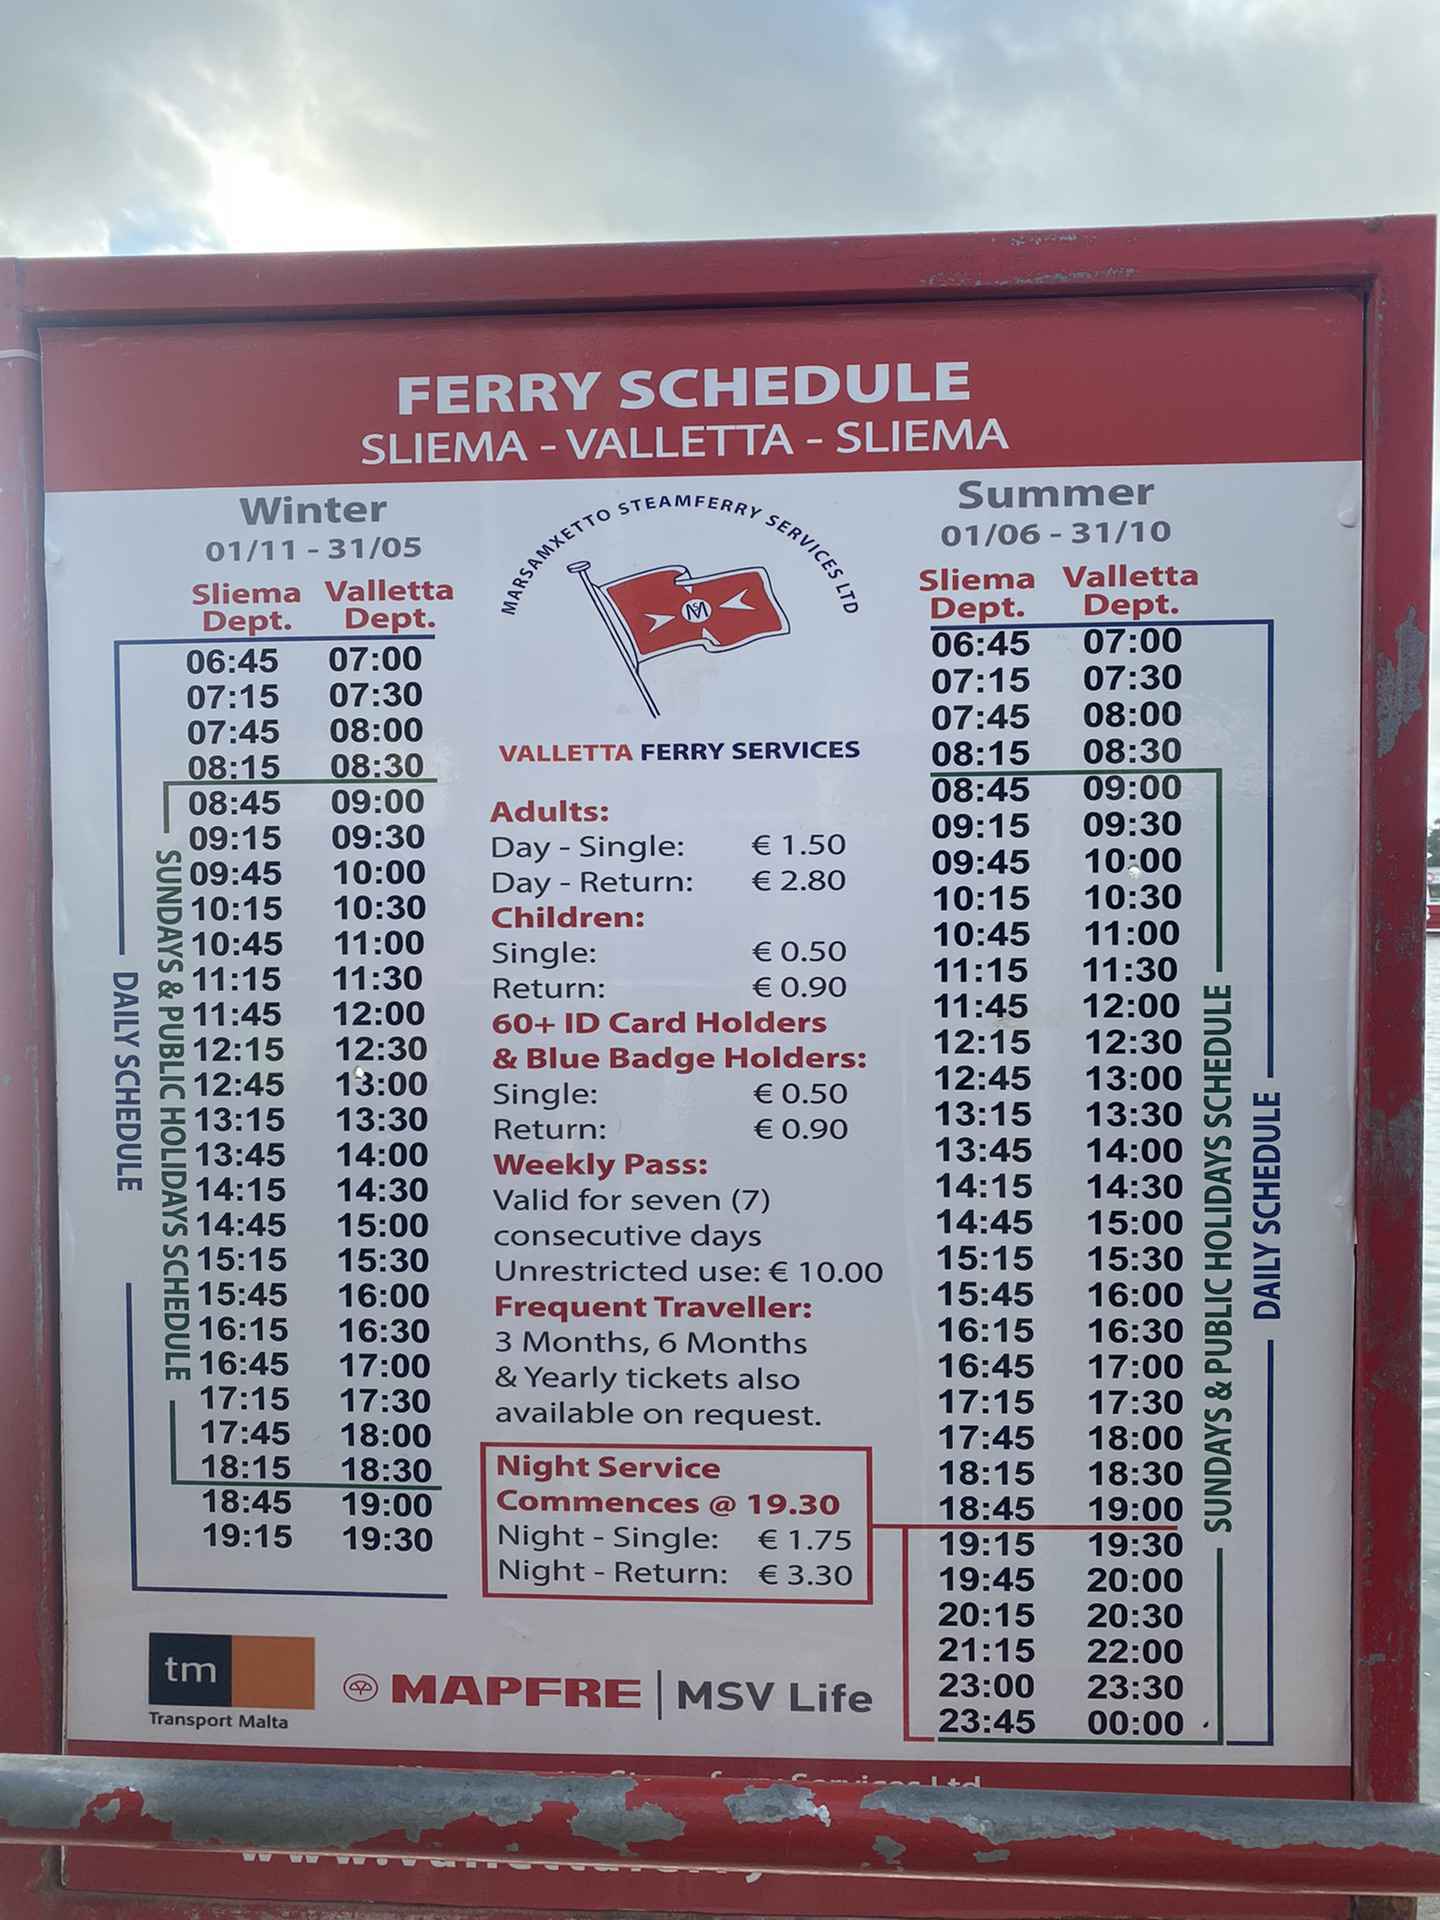 FERRY SCHEDULE
SLIEMA - VALLETTA - SLIEMA
Winter
01/11 - 31/05
Sliema Valletta
Dept. Dept.
06:45 07:00
07:15 07:30
07:45 08:00
08:15 08:30
08:45 09:00
09:15 09:30
09:45 10:00
10:15 10:30
10:45 11:00
11:15 11:30
11:45 12:00
12:15 12:30
12:45 13:00
13:15 13:30
13:45 14:00
14:15 14:30
14:45 15:00
15:15 15:30
15:45 16:00
16:15 16:30
16:45 17:00
17:15 17:30
17:45 18:00
18:15 18:30
18:45 19:00
19:15 19:30
DAILY SCHEDULE
SUNDAYS & PUBLIC HOLIDAYS SCHEDULE
MARSAMXETTO STEAMFERRY SERVICES LTD
VALLETTA FERRY SERVICES
Adults:
Day - Single: € 1.50
Day - Return: € 2.80
Children:
Single: € 0.50
Return: € 0.90
60+ ID Card Holders
& Blue Badge Holders:
Single: € 0.50
Return: € 0.90
Weekly Pass:
Valid for seven (7)
consecutive days
Unrestricted use: € 10.00
Frequent Traveller:
3 Months, 6 Months
& Yearly tickets also
available on request.
Night Service
Commences @ 19.30
Night - Single: € 1.75
Night - Return: € 3.30
Summer
01/06 - 31/10
Sliema Valletta
Dept. Dept.
06:45 07:00
07:15 07:30
07:45 08:00
08:15 08:30
08:45 09:00
09:15 09:30
09:45 10:00
10:15 10:30
10:45 11:00
11:15 11:30
11:45 12:00
12:15 12:30
12:45 13:00
13:15 13:30
13:45 14:00
14:15 14:30
14:45 15:00
15:15 15:30
15:45 16:00
16:15 16:30
16:45 17:00
17:15 17:30
17:45 18:00
18:15 18:30
18:45 19:00
19:15 19:30
19:45 20:00
20:15 20:30
21:15 22:00
23:00 23:30
23:45 00:00
SUNDAYS & PUBLIC HOLIDAYS SCHEDULE
DAILY SCHEDULE
tm
Transport Malta
MAPFRE | MSV Life